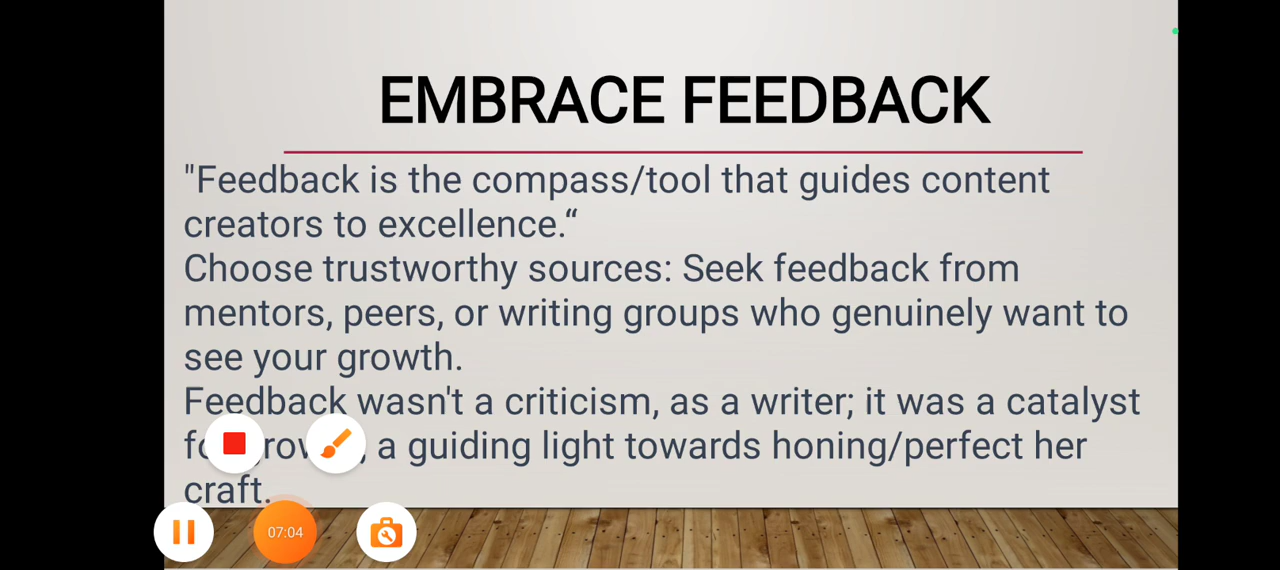 EMBRACE FEEDBACK
"Feedback is the compass/tool that guides content
creators to excellence.“
Choose trustworthy sources: Seek feedback from
mentors, peers, or writing groups who genuinely want to
see your growth.
Feedback wasn't a criticism, as a writer; it was a catalyst
a guiding light towards honing/perfect her
craft.
07:04